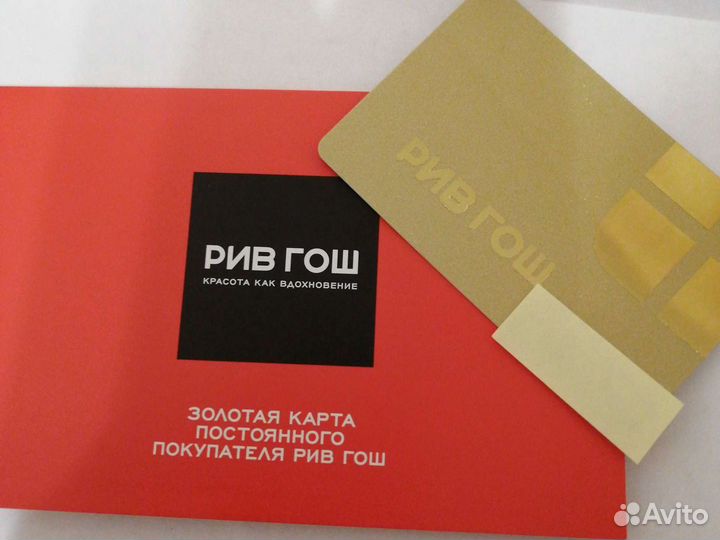 РИВ ГОШ
РИВ ГОШ
КРАСОТА КАК ВДОХНОВЕНИЕ
ЗОЛОТАЯ КАРТА
ПОСТОЯННОГО
ПОКУПАТЕЛЯ РИВ ГОШ
Avito